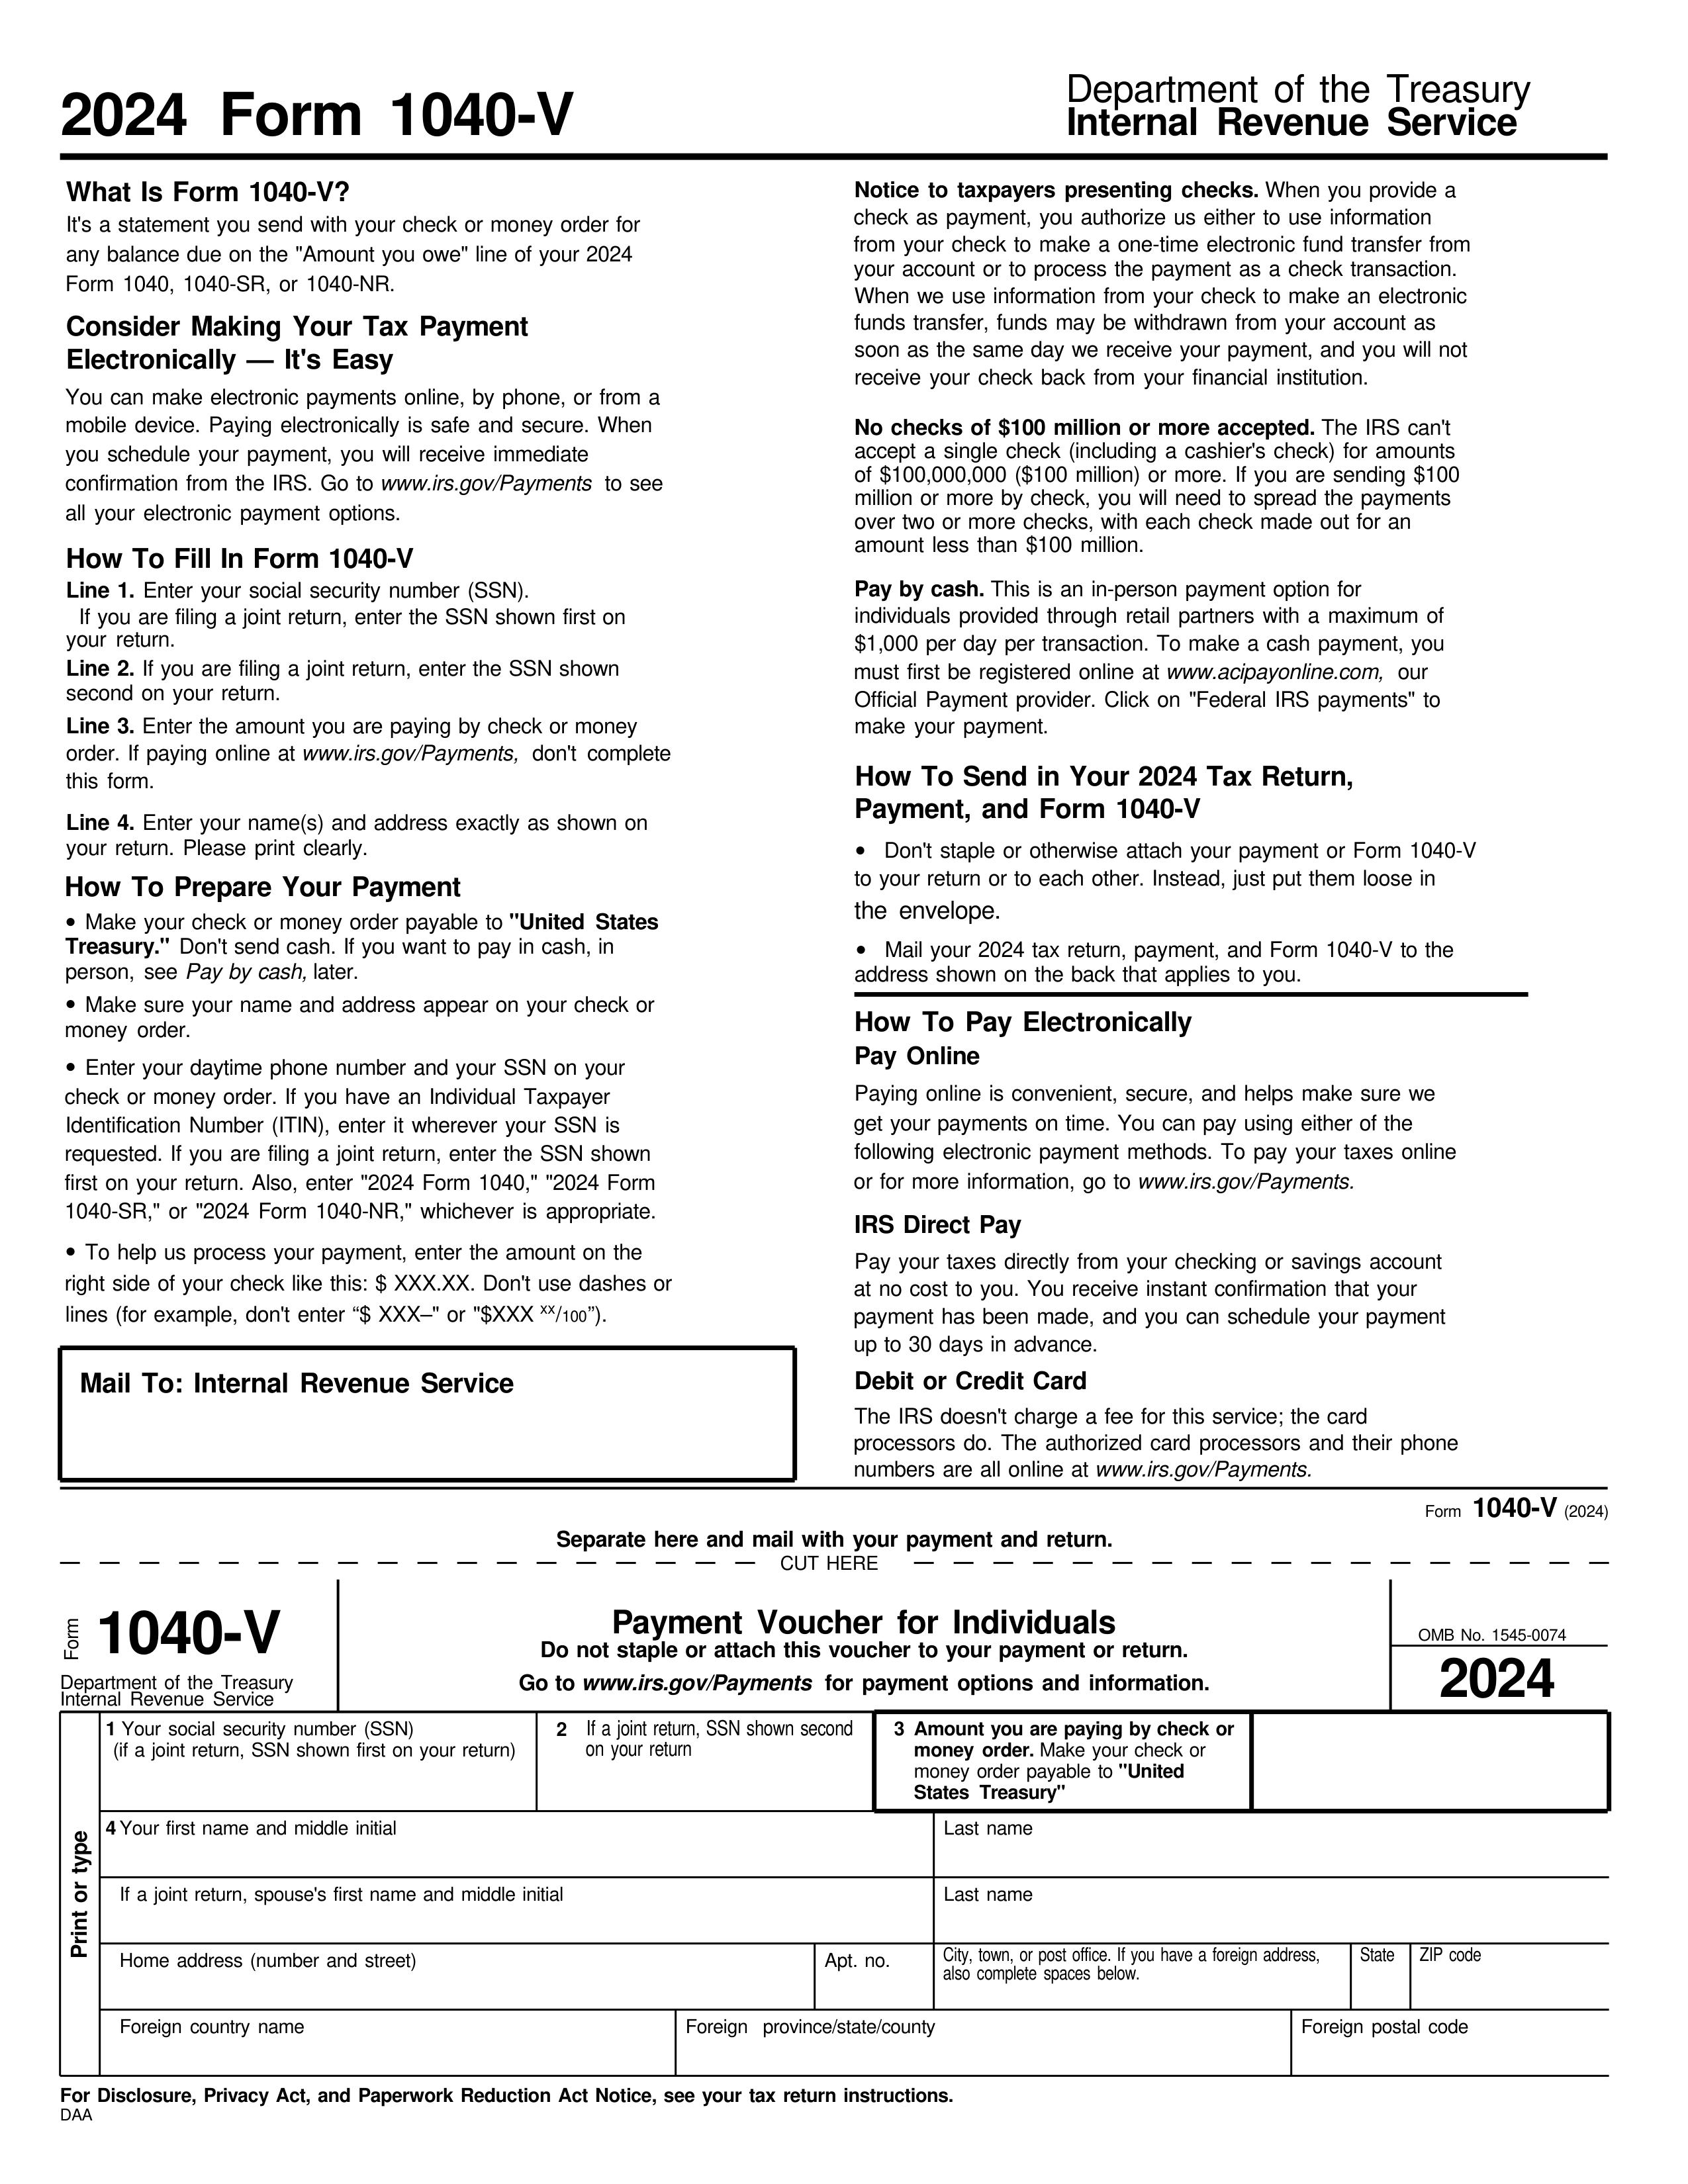 2024 Form 1040-V
Department of the Treasury
Internal Revenue Service
What Is Form 1040-V?
It's a statement you send with your check or money order for
any balance due on the "Amount you owe" line of your 2024
Form 1040, 1040-SR, or 1040-NR.
Consider Making Your Tax Payment
Electronically — It's Easy
You can make electronic payments online, by phone, or from a
mobile device. Paying electronically is safe and secure. When
you schedule your payment, you will receive immediate
confirmation from the IRS. Go to www.irs.gov/Payments to see
all your electronic payment options.
How To Fill In Form 1040-V
Line 1. Enter your social security number (SSN).
If you are filing a joint return, enter the SSN shown first on
your return.
Line 2. If you are filing a joint return, enter the SSN shown
second on your return.
Line 3. Enter the amount you are paying by check or money
order. If paying online at www.irs.gov/Payments, don't complete
this form.
Line 4. Enter your name(s) and address exactly as shown on
your return. Please print clearly.
How To Prepare Your Payment
• Make your check or money order payable to "United States
Treasury." Don't send cash. If you want to pay in cash, in
person, see Pay by cash, later.
• Make sure your name and address appear on your check or
money order.
• Enter your daytime phone number and your SSN on your
check or money order. If you have an Individual Taxpayer
Identification Number (ITIN), enter it wherever your SSN is
requested. If you are filing a joint return, enter the SSN shown
first on your return. Also, enter "2024 Form 1040," "2024 Form
1040-SR," or "2024 Form 1040-NR," whichever is appropriate.
• To help us process your payment, enter the amount on the
right side of your check like this: $ XXX.XX. Don't use dashes or
lines (for example, don't enter “$ XXX–" or "$XXX xx/100”).
Mail To: Internal Revenue Service
Notice to taxpayers presenting checks. When you provide a
check as payment, you authorize us either to use information
from your check to make a one-time electronic fund transfer from
your account or to process the payment as a check transaction.
When we use information from your check to make an electronic
funds transfer, funds may be withdrawn from your account as
soon as the same day we receive your payment, and you will not
receive your check back from your financial institution.
No checks of $100 million or more accepted. The IRS can't
accept a single check (including a cashier's check) for amounts
of $100,000,000 ($100 million) or more. If you are sending $100
million or more by check, you will need to spread the payments
over two or more checks, with each check made out for an
amount less than $100 million.
Pay by cash. This is an in-person payment option for
individuals provided through retail partners with a maximum of
$1,000 per day per transaction. To make a cash payment, you
must first be registered online at www.acipayonline.com, our
Official Payment provider. Click on "Federal IRS payments" to
make your payment.
How To Send in Your 2024 Tax Return,
Payment, and Form 1040-V
• Don't staple or otherwise attach your payment or Form 1040-V
to your return or to each other. Instead, just put them loose in
the envelope.
• Mail your 2024 tax return, payment, and Form 1040-V to the
address shown on the back that applies to you.
How To Pay Electronically
Pay Online
Paying online is convenient, secure, and helps make sure we
get your payments on time. You can pay using either of the
following electronic payment methods. To pay your taxes online
or for more information, go to www.irs.gov/Payments.
IRS Direct Pay
Pay your taxes directly from your checking or savings account
at no cost to you. You receive instant confirmation that your
payment has been made, and you can schedule your payment
up to 30 days in advance.
Debit or Credit Card
The IRS doesn't charge a fee for this service; the card
processors do. The authorized card processors and their phone
numbers are all online at www.irs.gov/Payments.
Form 1040-V (2024)
Separate here and mail with your payment and return.
CUT HERE
Form 1040-V
Department of the Treasury
Internal Revenue Service
Payment Voucher for Individuals
Do not staple or attach this voucher to your payment or return.
Go to www.irs.gov/Payments for payment options and information.
OMB No. 1545-0074
2024
Print or type
1 Your social security number (SSN)
(if a joint return, SSN shown first on your return)
2 If a joint return, SSN shown second
on your return
3 Amount you are paying by check or
money order. Make your check or
money order payable to "United
States Treasury"
4 Your first name and middle initial
Last name
If a joint return, spouse's first name and middle initial
Last name
Home address (number and street)
Apt. no.
City, town, or post office. If you have a foreign address,
also complete spaces below.
State
ZIP code
Foreign country name
Foreign province/state/county
Foreign postal code
For Disclosure, Privacy Act, and Paperwork Reduction Act Notice, see your tax return instructions.
DAA